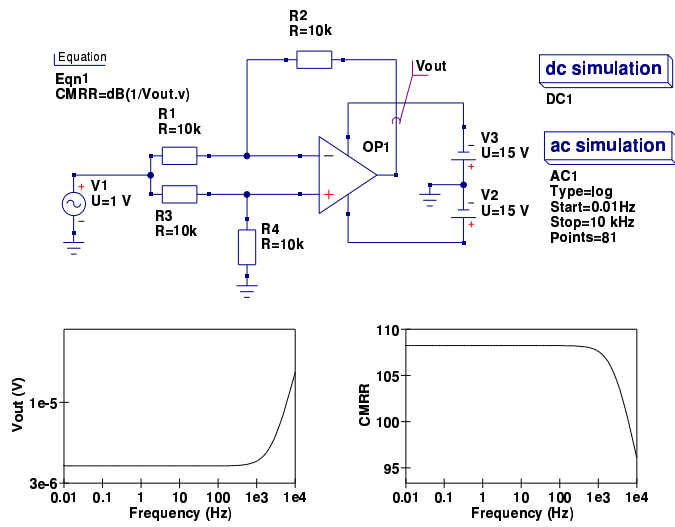 Equation
Eqn1
CMRR=dB(1/Vout.v)
R2
R=10k
Vout
dc simulation
DC1
R1
R=10k
OP1
V3
U=15 V
ac simulation
AC1
Type=log
Start=0.01Hz
Stop=10 kHz
Points=81
V1
U=1 V
R3
R=10k
R4
R=10k
V2
U=15 V
Vout (V)
1e-5
3e-6
0.01 0.1 1 10 100 1e3 1e4
Frequency (Hz)
CMRR
110
105
100
95
0.01 0.1 1 10 100 1e3 1e4
Frequency (Hz)